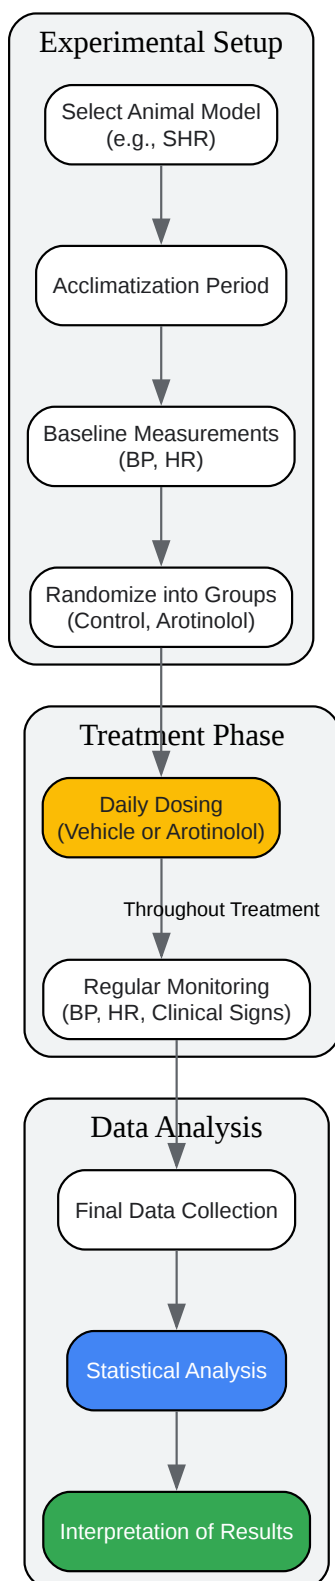 Experimental Setup
Select Animal Model
(e.g., SHR)
Acclimatization Period
Baseline Measurements
(BP, HR)
Randomize into Groups
(Control, Arotinolol)
Treatment Phase
Daily Dosing
(Vehicle or Arotinolol)
Throughout Treatment
Regular Monitoring
(BP, HR, Clinical Signs)
Data Analysis
Final Data Collection
Statistical Analysis
Interpretation of Results